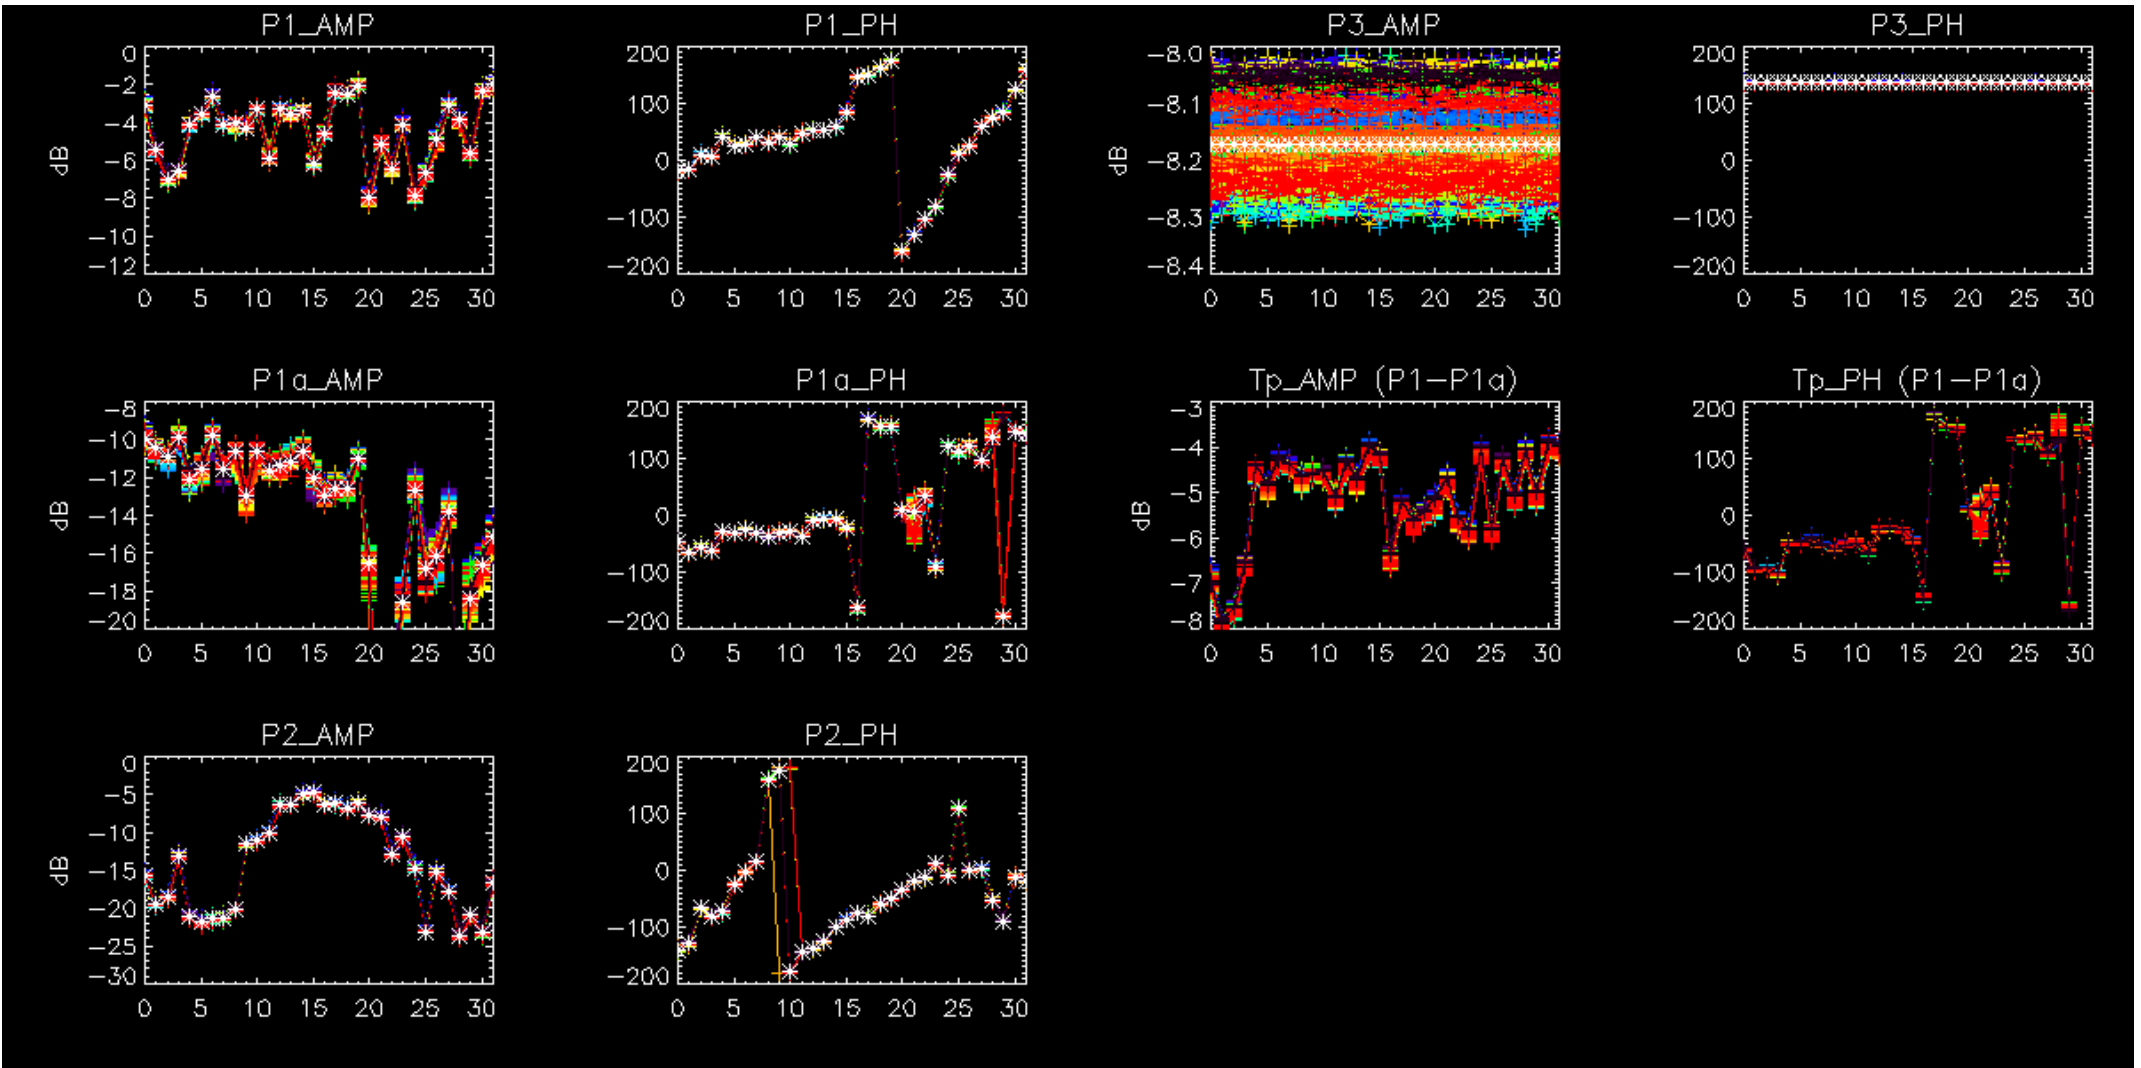 P1_AMP
0
−2
−4
−6
−8
−10
−12
dB
0 5 10 15 20 25 30
P1_PH
200
100
0
−100
−200
0 5 10 15 20 25 30
P3_AMP
−8.0
−8.1
−8.2
−8.3
−8.4
dB
0 5 10 15 20 25 30
P3_PH
200
100
0
−100
−200
0 5 10 15 20 25 30
P1a_AMP
−8
−10
−12
−14
−16
−18
−20
dB
0 5 10 15 20 25 30
P1a_PH
200
100
0
−100
−200
0 5 10 15 20 25 30
Tp_AMP (P1−P1a)
−3
−4
−5
−6
−7
−8
dB
0 5 10 15 20 25 30
Tp_PH (P1−P1a)
200
100
0
−100
−200
0 5 10 15 20 25 30
P2_AMP
0
−5
−10
−15
−20
−25
−30
dB
0 5 10 15 20 25 30
P2_PH
200
100
0
−100
−200
0 5 10 15 20 25 30